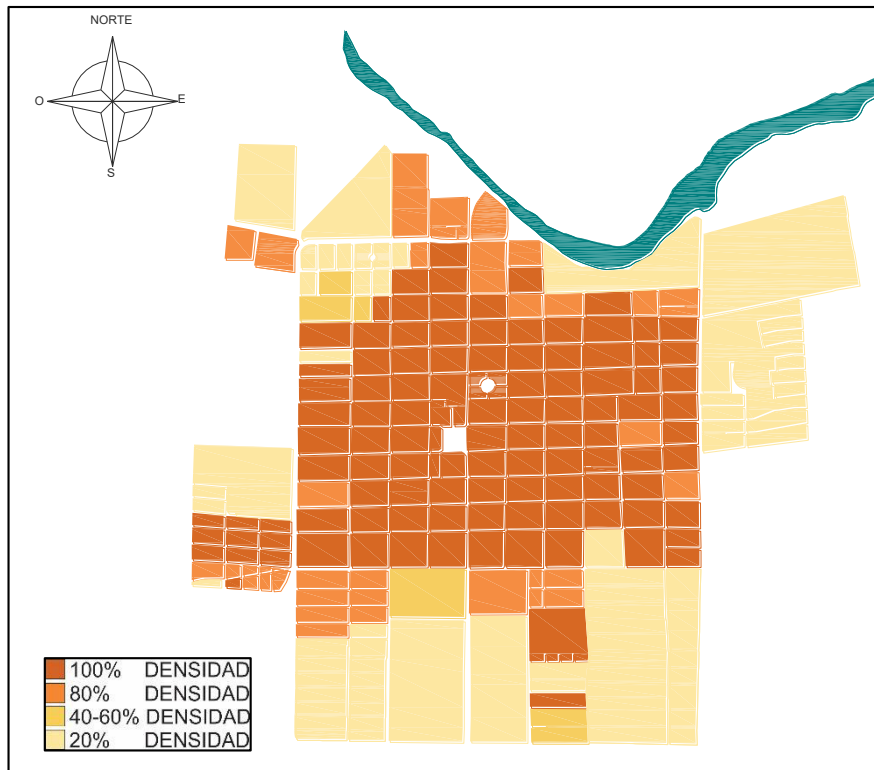 NORTE
O
E
S
100% DENSIDAD
80% DENSIDAD
40-60% DENSIDAD
20% DENSIDAD